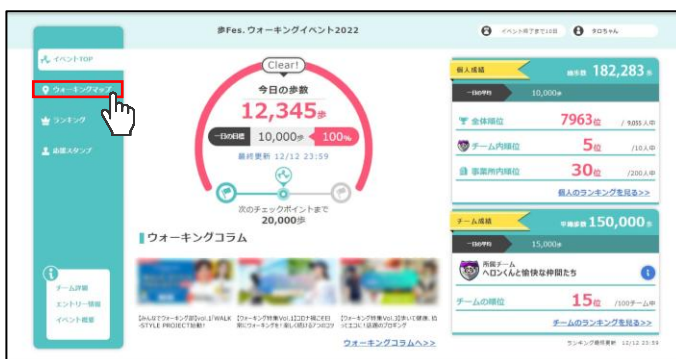 歩Fes.ウォーキングイベント2022
イベント終了まで10日
タロちゃん
イベントTOP
ウォーキングマップ
ランキング
応援スタンプ
チーム詳細
エントリー情報
イベント概要
Clear!
今日の歩数
12,345歩
一日の目標 10,000歩 100%
最終更新 12/12 23:59
次のチェックポイントまで
20,000歩
ウォーキングコラム
ウォーキングコラムへ>>
個人成績
総歩数 182,283歩
一日の平均 10,000歩
全体順位 7963位 / 9,055人中
チーム内順位 5位 /10人中
事業所内順位 30位 /200人中
個人のランキングを見る>>
チーム成績
平均歩数 150,000歩
一日の平均 15,000歩
所属チーム
ヘロンくんと愉快な仲間たち
チームの順位 15位 /100チーム中
チームのランキングを見る>>
ランキング最終更新 12/12 23:59